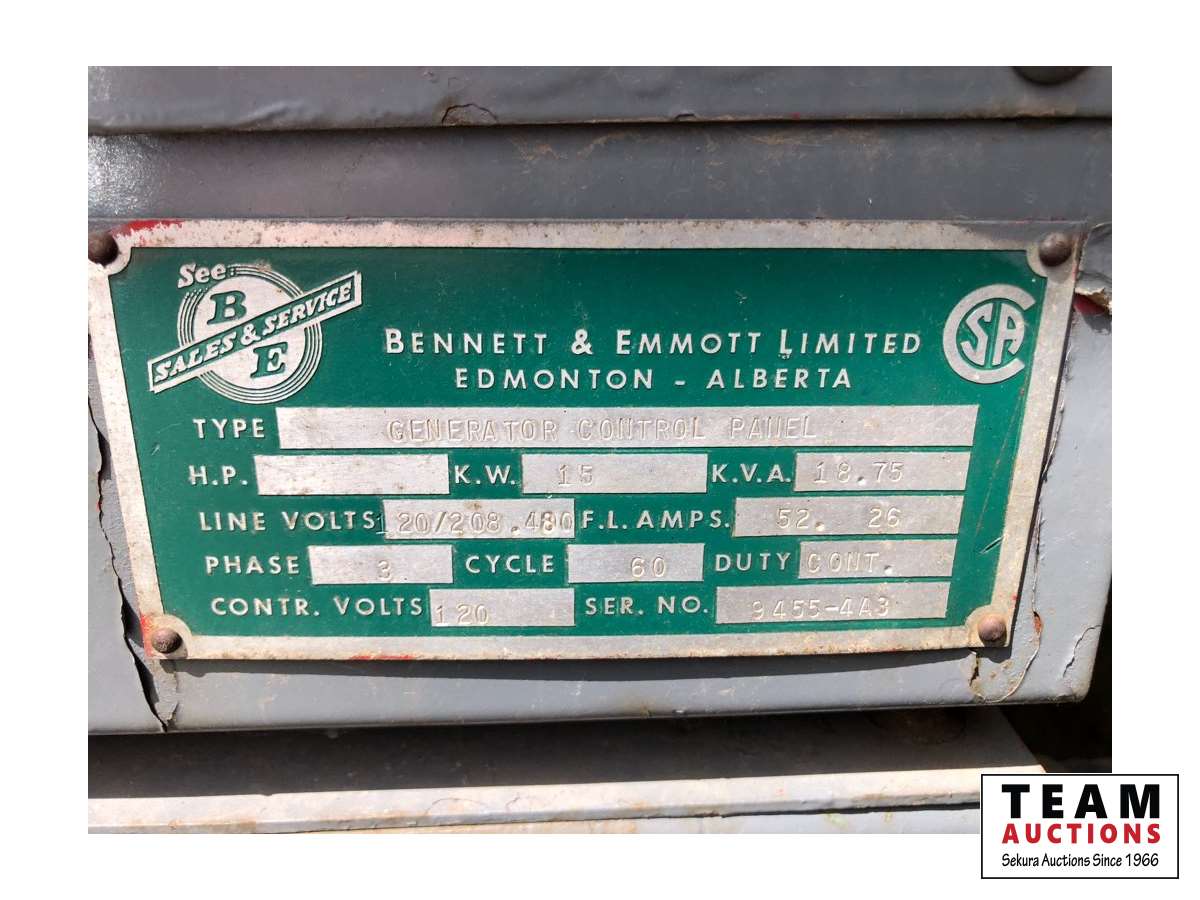 See
B
SALES & SERVICE
E
BENNETT & EMMOTT LIMITED
EDMONTON - ALBERTA
CSA
TYPE GENERATOR CONTROL PANEL
H.P. K.W. 15 K.V.A. 18.75
LINE VOLTS 120/208.480 F.L. AMPS. 52. 26
PHASE 3 CYCLE 60 DUTY CONT.
CONTR. VOLTS 120 SER. NO. 9455-4A3
TEAM
AUCTIONS
Sekura Auctions Since 1966